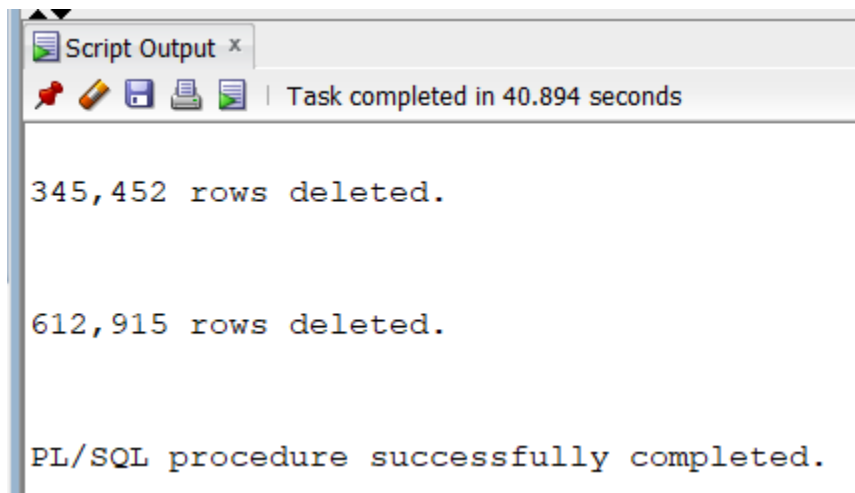 Script Output x
Task completed in 40.894 seconds
345,452 rows deleted.
612,915 rows deleted.
PL/SQL procedure successfully completed.